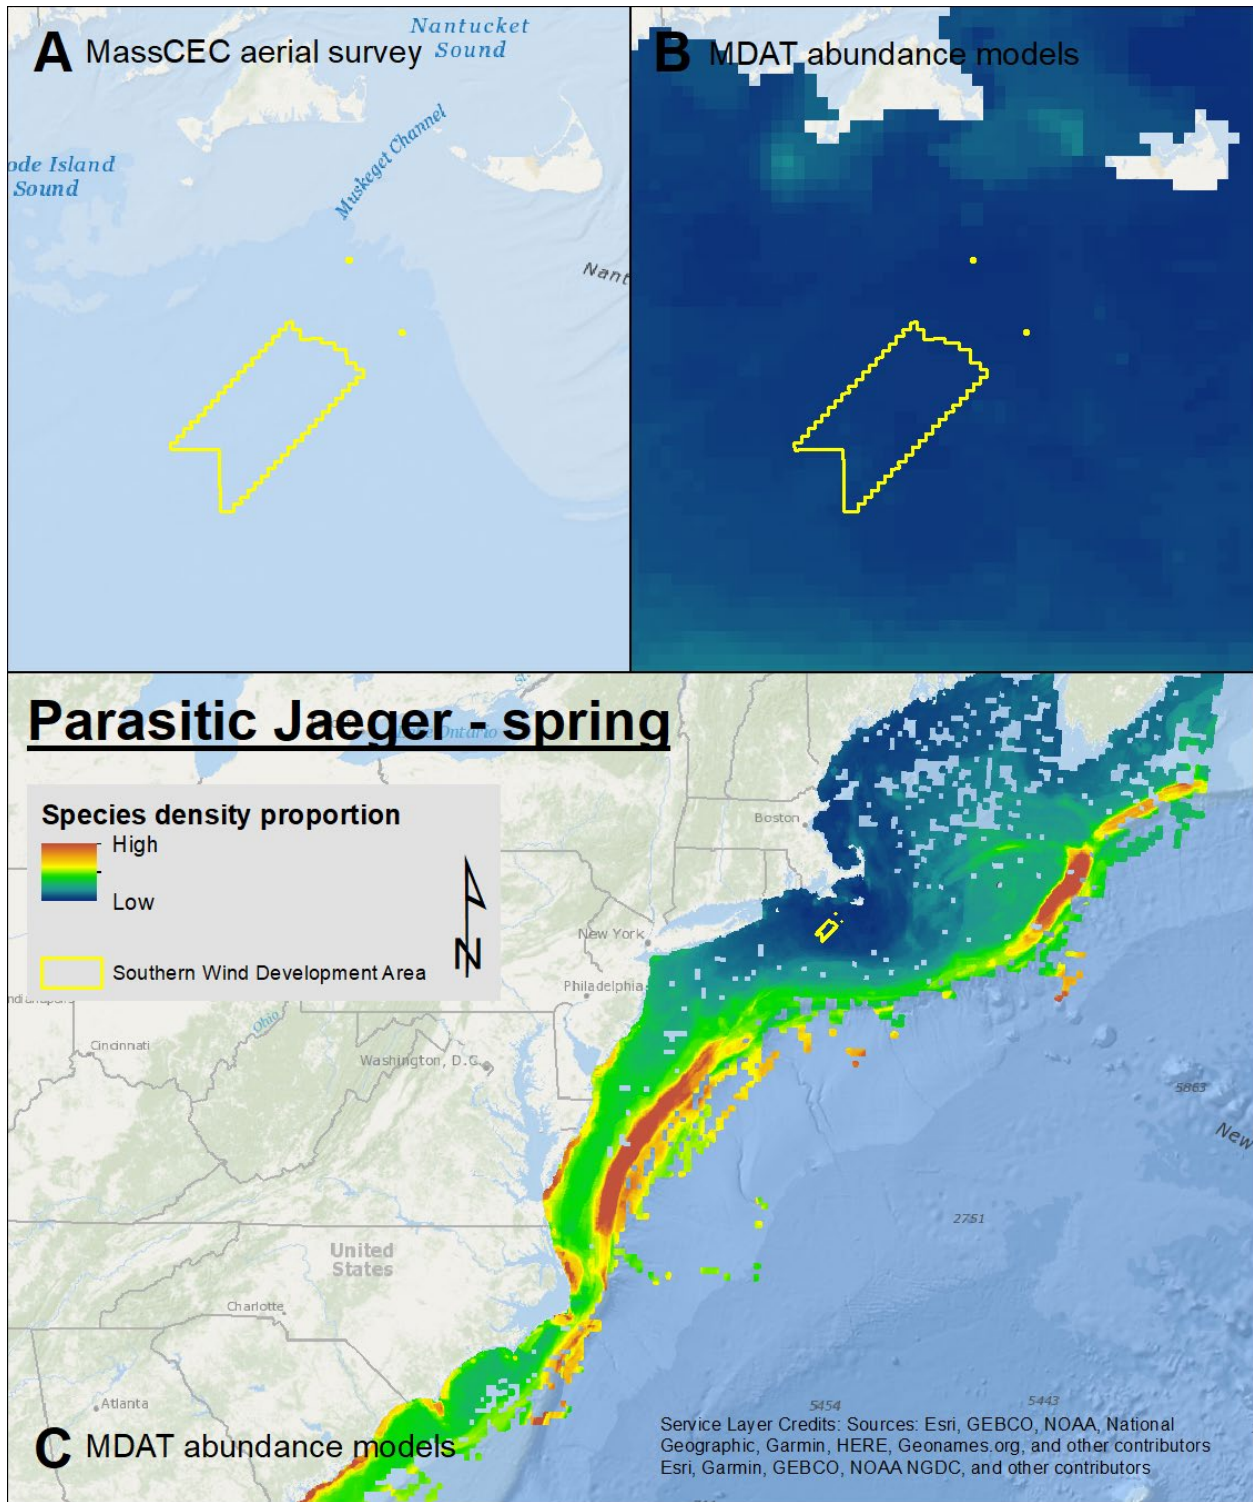 A MassCEC aerial survey
Nantucket
Sound
ode Island
Sound
Muskeget Channel
Nant
B MDAT abundance models
Parasitic Jaeger - spring
Ontario
Species density proportion
High
Low
N
Southern Wind Development Area
Boston
New York
Philadelphia
Ohio
Cincinnati
Washington, D.C.
United
States
Charlotte
Atlanta
5863
New
2751
5454
5443
C MDAT abundance models
Service Layer Credits: Sources: Esri, GEBCO, NOAA, National
Geographic, Garmin, HERE, Geonames.org, and other contributors
Esri, Garmin, GEBCO, NOAA NGDC, and other contributors